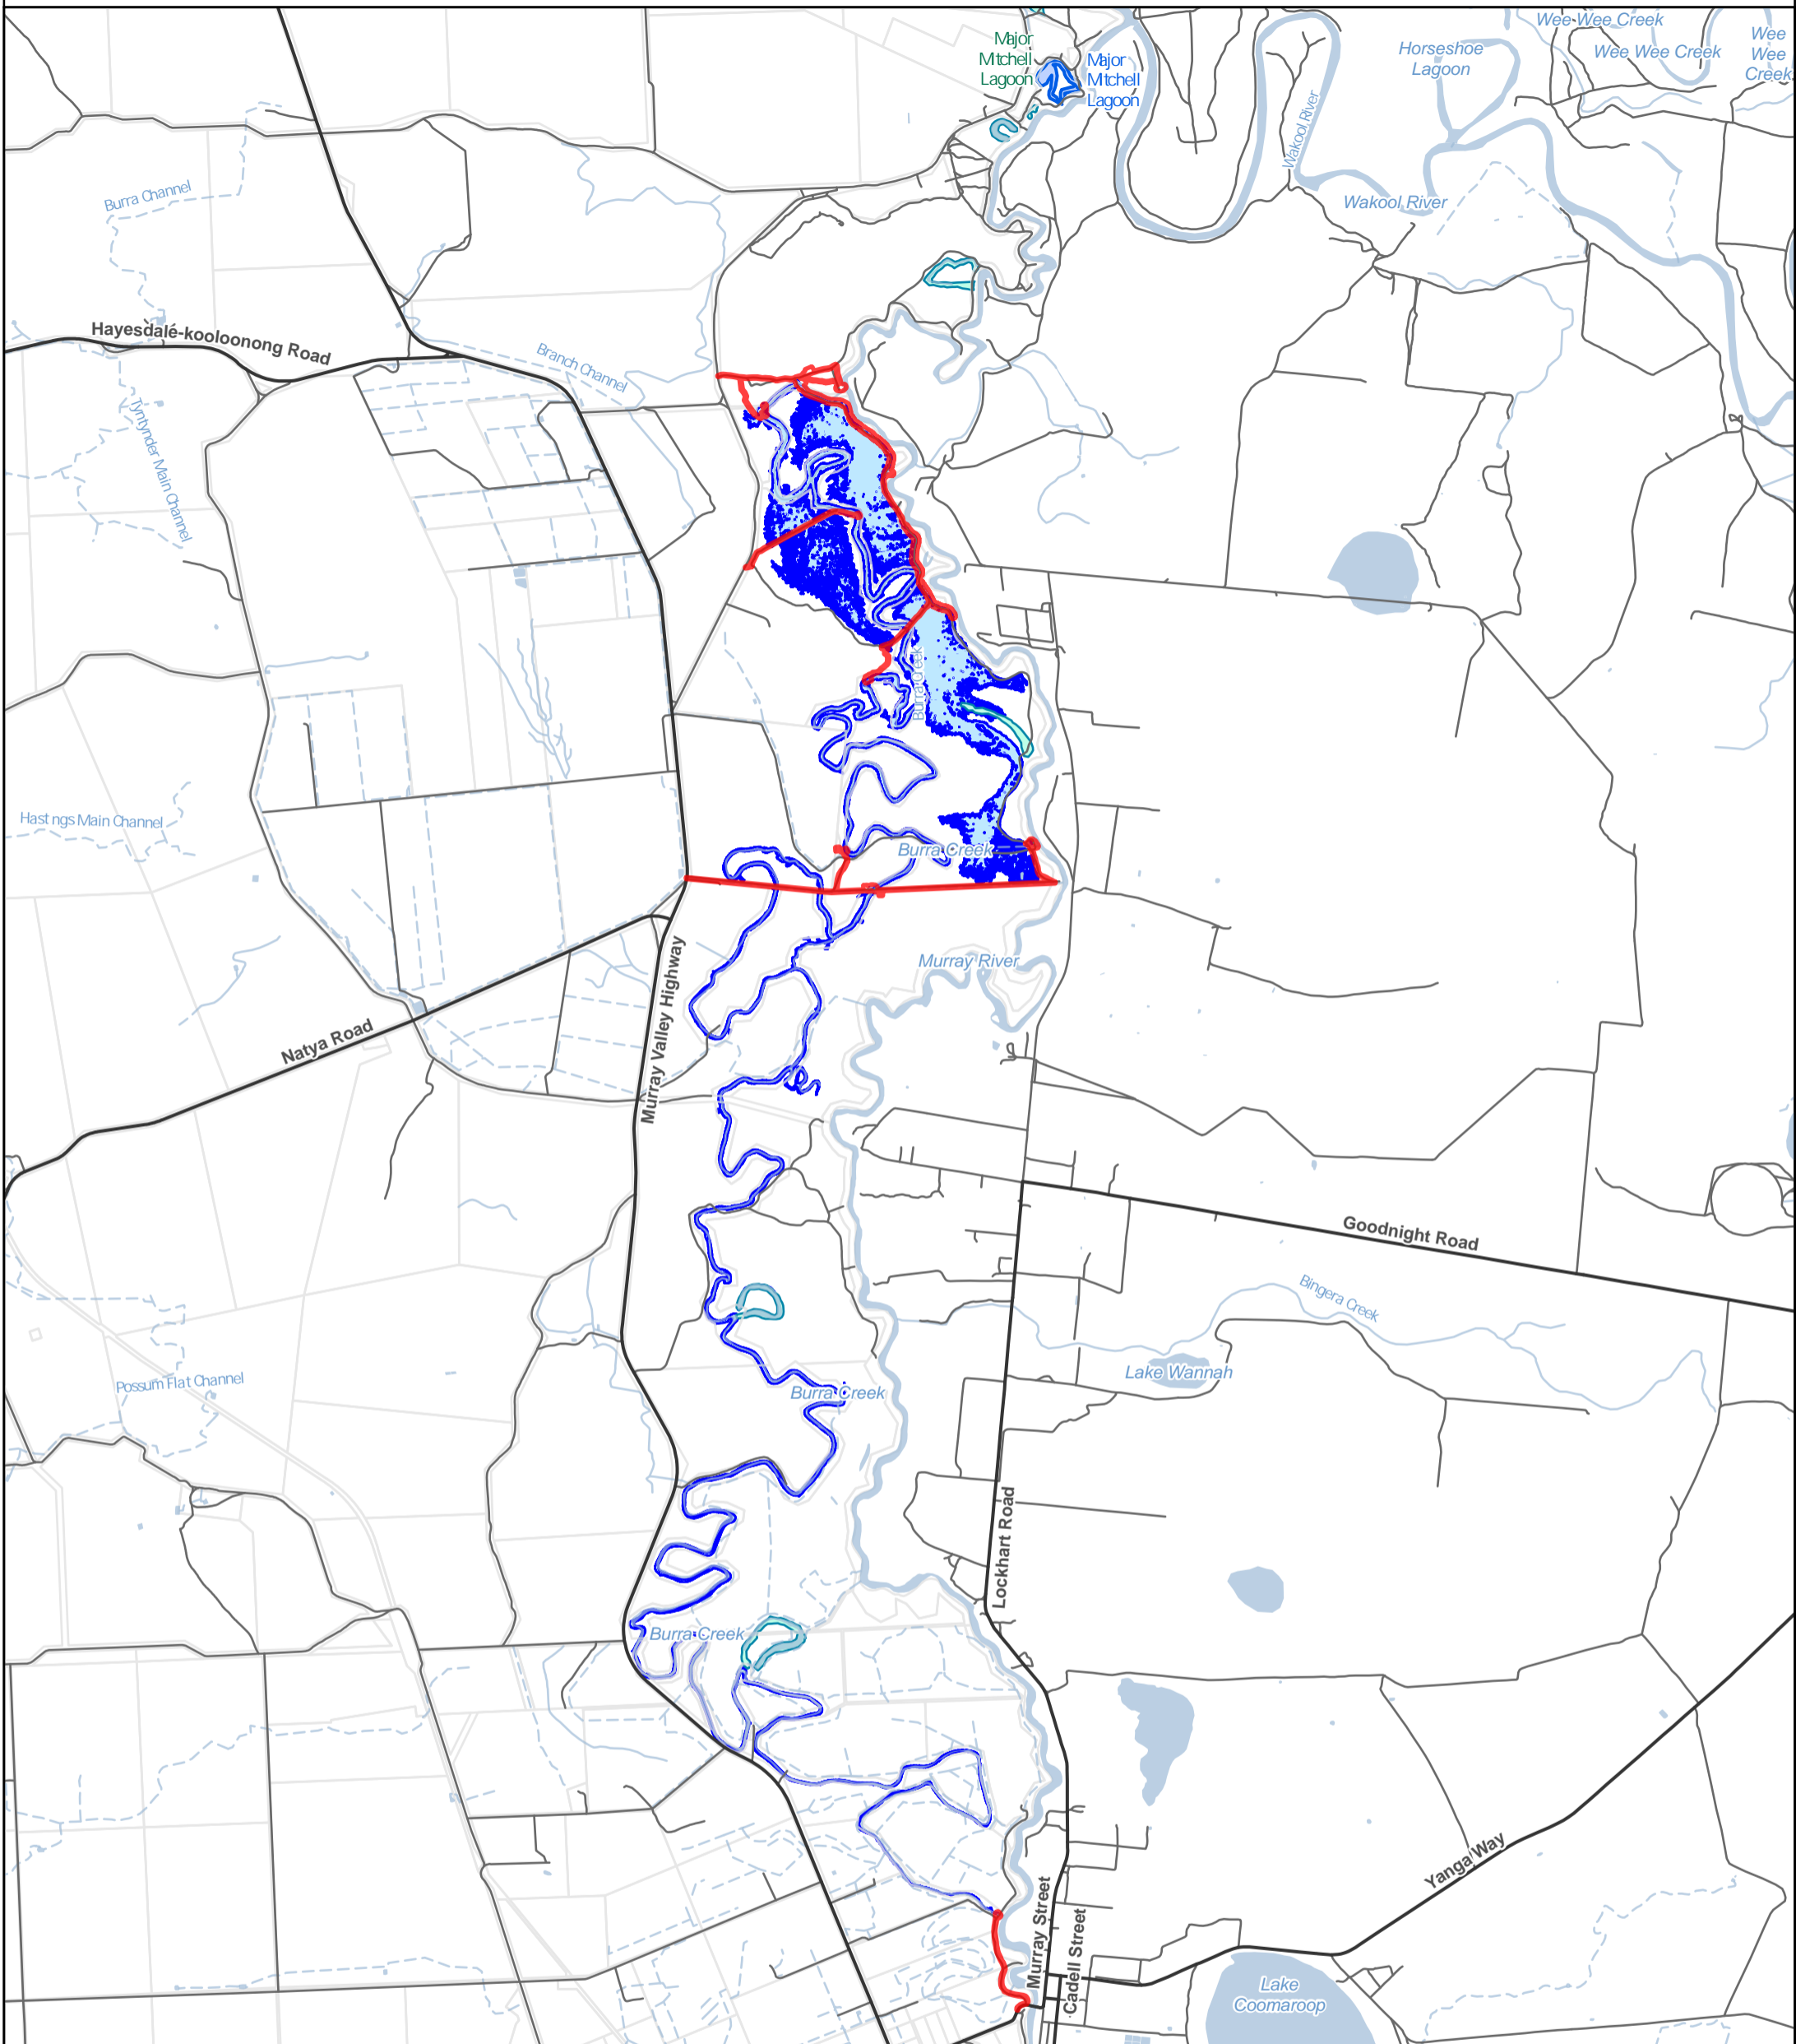 Wee Wee Creek
Wee
Wee
Creek
Wee Wee Creek
Horseshoe
Lagoon
Major
Mitchell
Lagoon
Major
Mitchell
Lagoon
Wakool River
Wakool River
Burra Channel
Hayesdale-kooloonong Road
Branch Channel
Tyntynder Main Channel
Burra Creek
Hastings Main Channel
Burra Creek
Murray River
Murray Valley Highway
Natya Road
Goodnight Road
Bingera Creek
Lake Wannah
Possum Flat Channel
Burra Creek
Lockhart Road
Burra Creek
Yanga Way
Murray Street
Cadell Street
Lake
Coomaroop